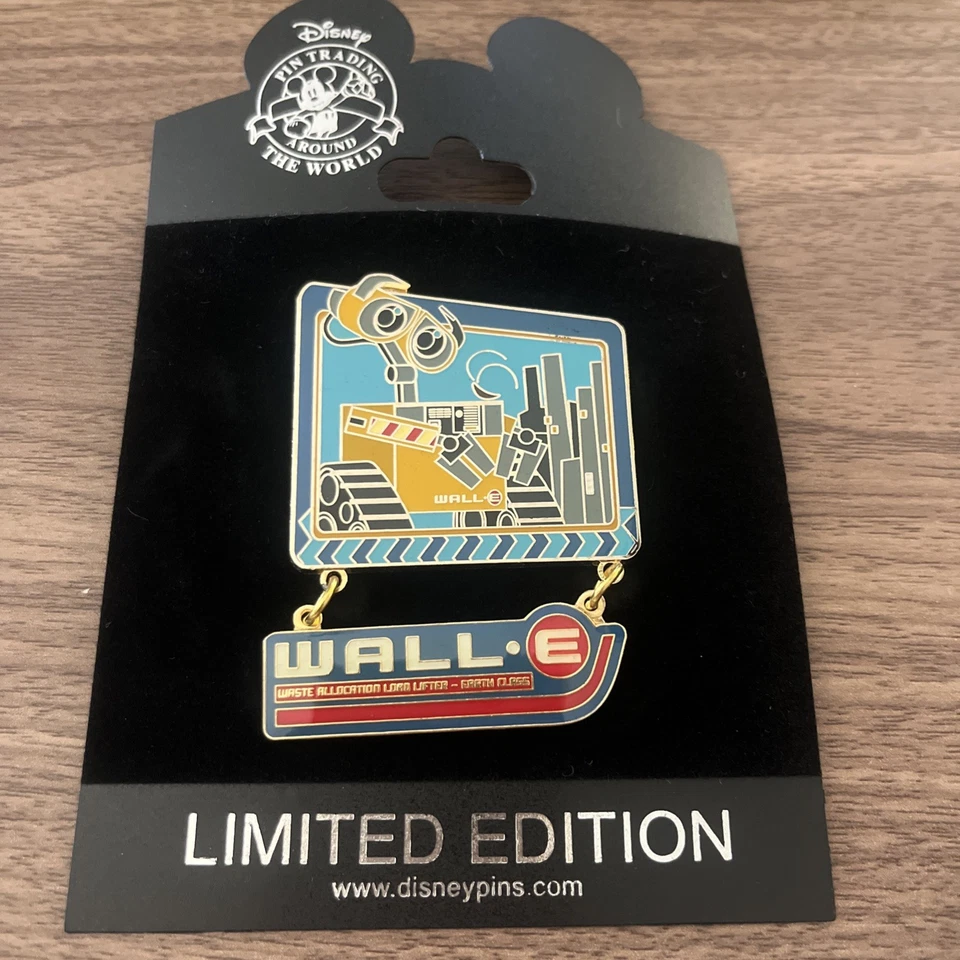 Disney
PIN TRADING
AROUND
THE WORLD
WALL·E
WALL·E
WASTE ALLOCATION LOAD LIFTER – EARTH CLASS
LIMITED EDITION
www.disneypins.com